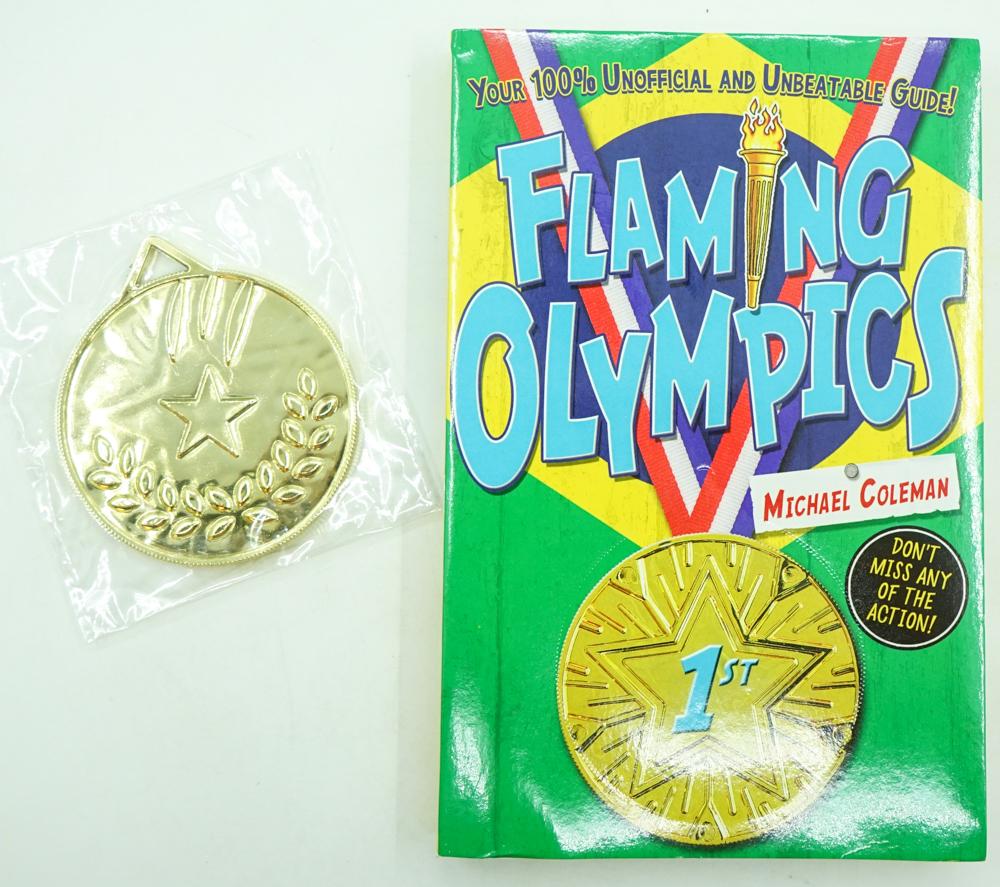 YOUR 100% UNOFFICIAL AND UNBEATABLE GUIDE!
FLAMING
OLYMPICS
MICHAEL COLEMAN
DON'T
MISS ANY
OF THE
ACTION!
1ST